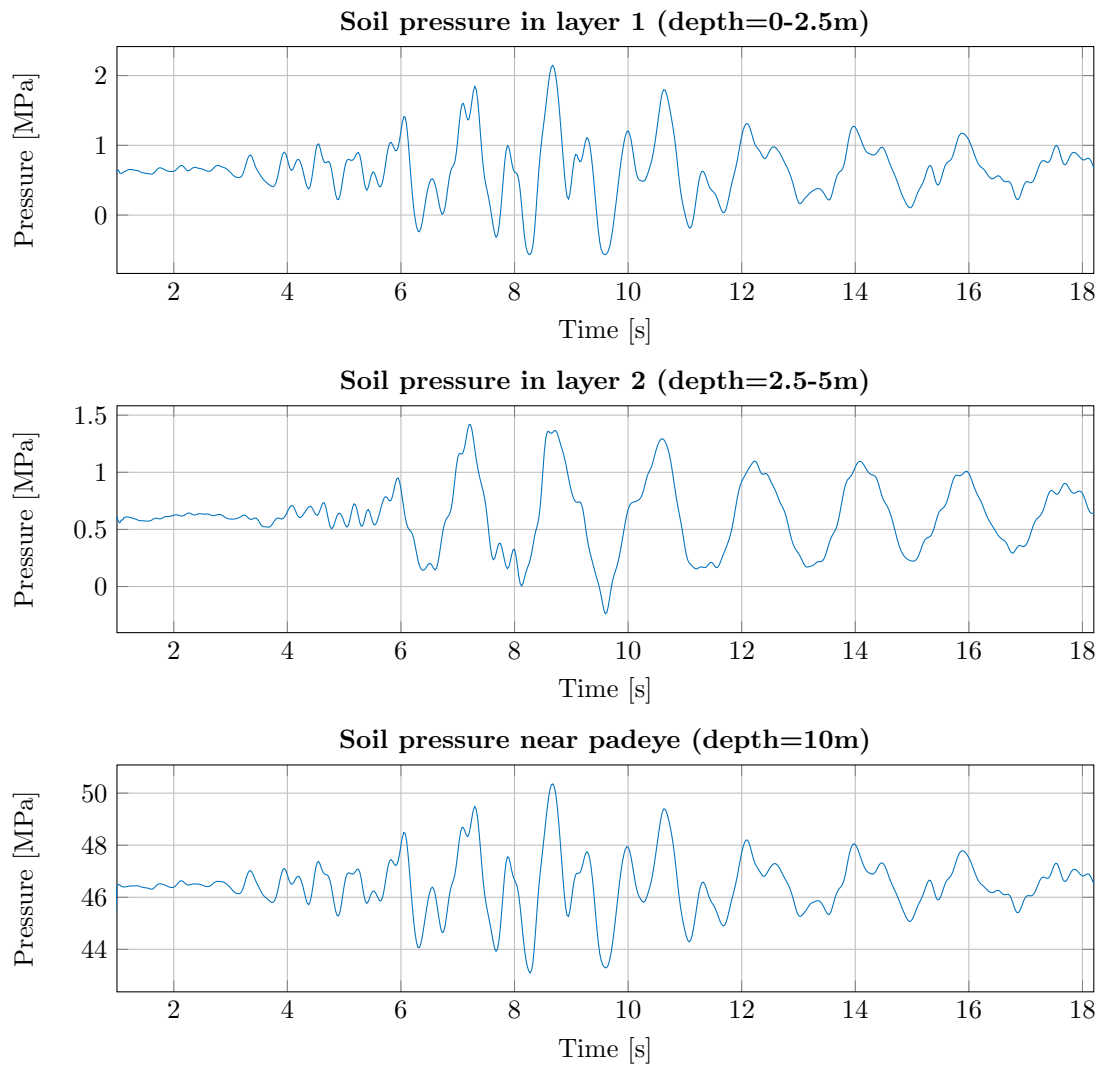 Soil pressure in layer 1 (depth=0-2.5m)
2
1
0
Pressure [MPa]
2 4 6 8 10 12 14 16 18
Time [s]
Soil pressure in layer 2 (depth=2.5-5m)
1.5
1
0.5
0
Pressure [MPa]
2 4 6 8 10 12 14 16 18
Time [s]
Soil pressure near padeye (depth=10m)
50
48
46
44
Pressure [MPa]
2 4 6 8 10 12 14 16 18
Time [s]